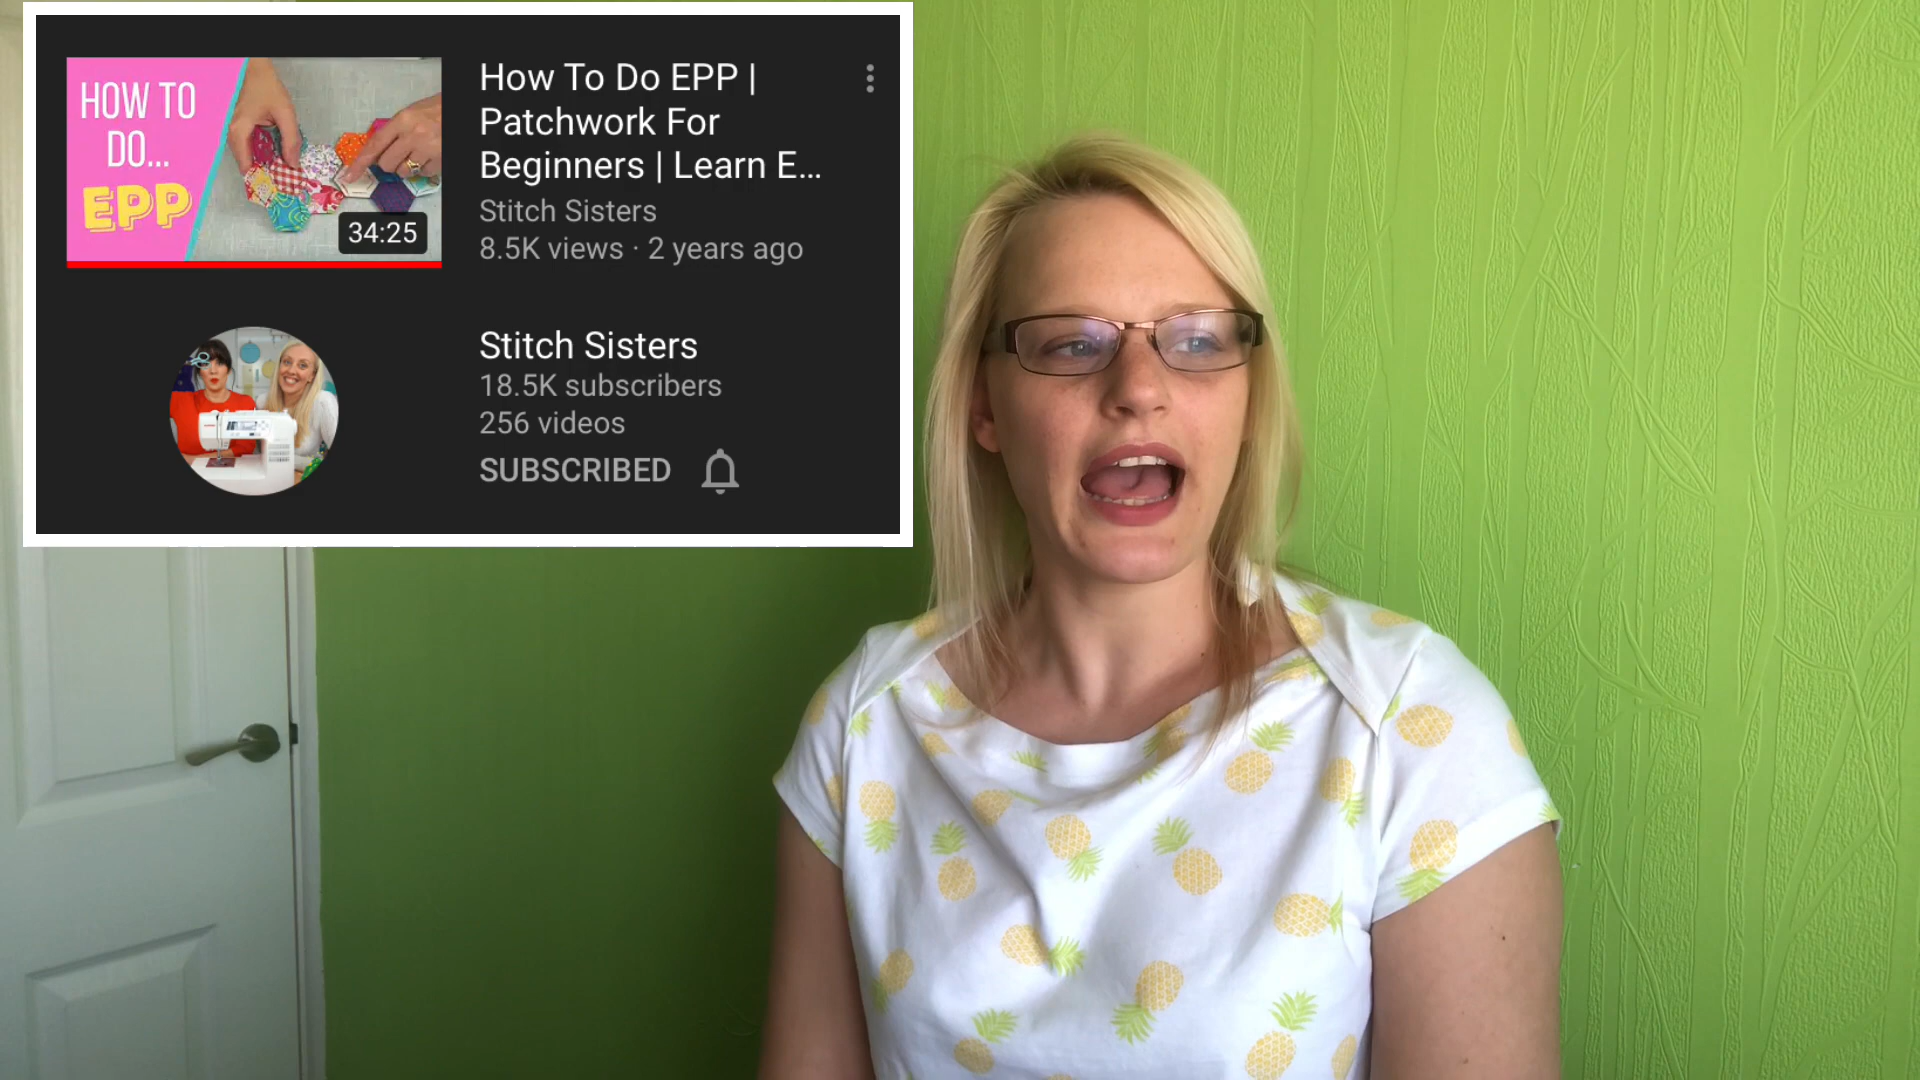 HOW TO
DO...
EPP
34:25
How To Do EPP |
Patchwork For
Beginners | Learn E...
Stitch Sisters
8.5K views · 2 years ago
Stitch Sisters
18.5K subscribers
256 videos
SUBSCRIBED